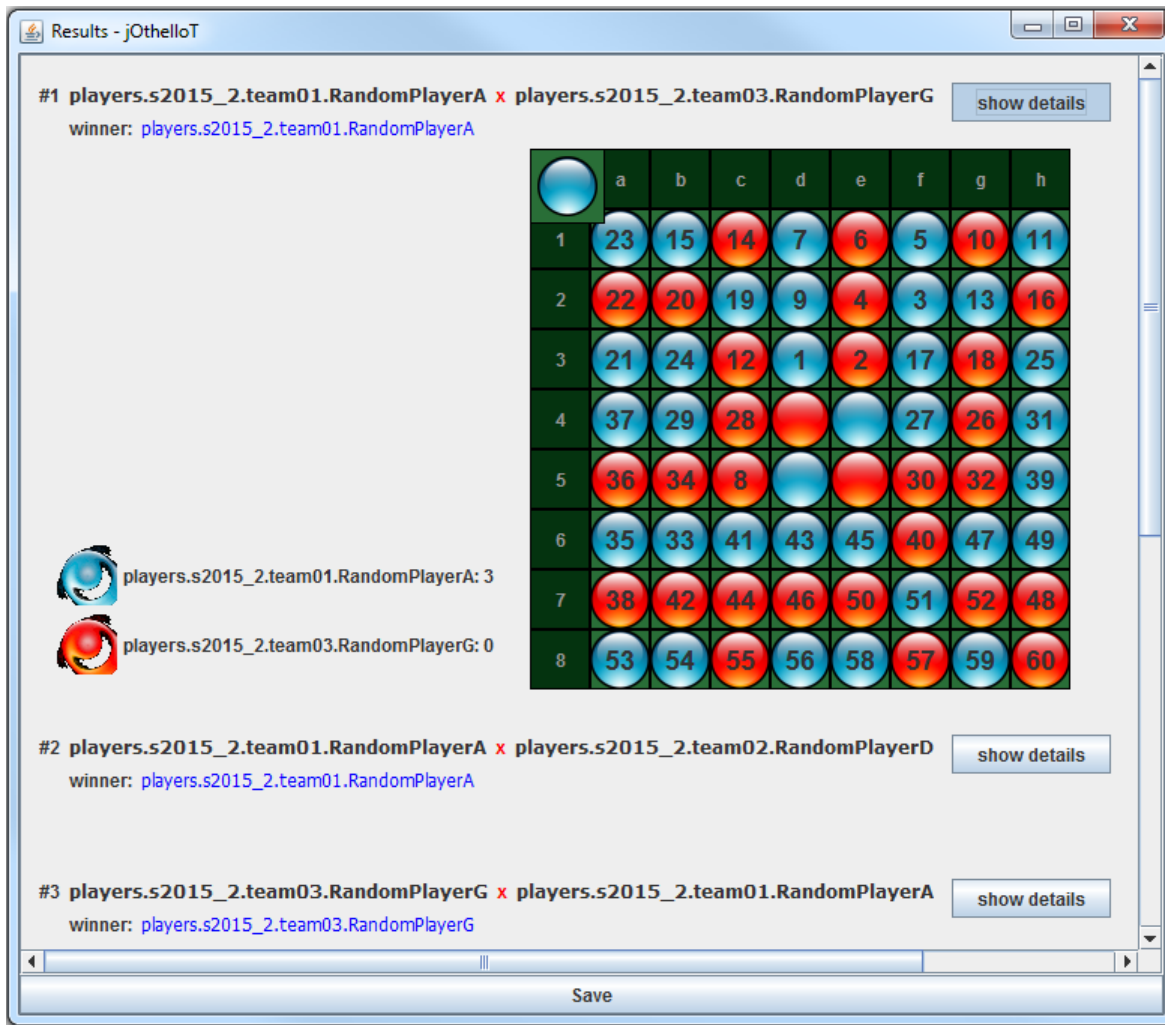 Results - jOthelloT
#1 players.s2015_2.team01.RandomPlayerA x players.s2015_2.team03.RandomPlayerG show details
winner: players.s2015_2.team01.RandomPlayerA
a b c d e f g h
1 23 15 14 7 6 5 10 11
2 22 20 19 9 4 3 13 16
3 21 24 12 1 2 17 18 25
4 37 29 28 27 26 31
5 36 34 8 30 32 39
6 35 33 41 43 45 40 47 49
players.s2015_2.team01.RandomPlayerA: 3
7 38 42 44 46 50 51 52 48
players.s2015_2.team03.RandomPlayerG: 0
8 53 54 55 56 58 57 59 60
#2 players.s2015_2.team01.RandomPlayerA x players.s2015_2.team02.RandomPlayerD show details
winner: players.s2015_2.team01.RandomPlayerA
#3 players.s2015_2.team03.RandomPlayerG x players.s2015_2.team01.RandomPlayerA show details
winner: players.s2015_2.team03.RandomPlayerG
Save